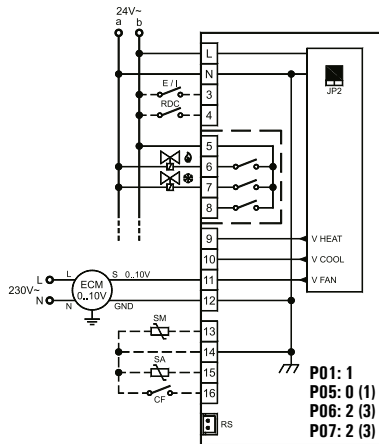 24V~
a b
L
N
JP2
E / I
3
RDC
4
5
6
7
8
9 V HEAT
10 V COOL
L L ECM S 0..10V 11 V FAN
230V~
0..10V
N N GND 12
SM 13
14
SA 15
CF 16
RS
P01: 1
P05: 0 (1)
P06: 2 (3)
P07: 2 (3)